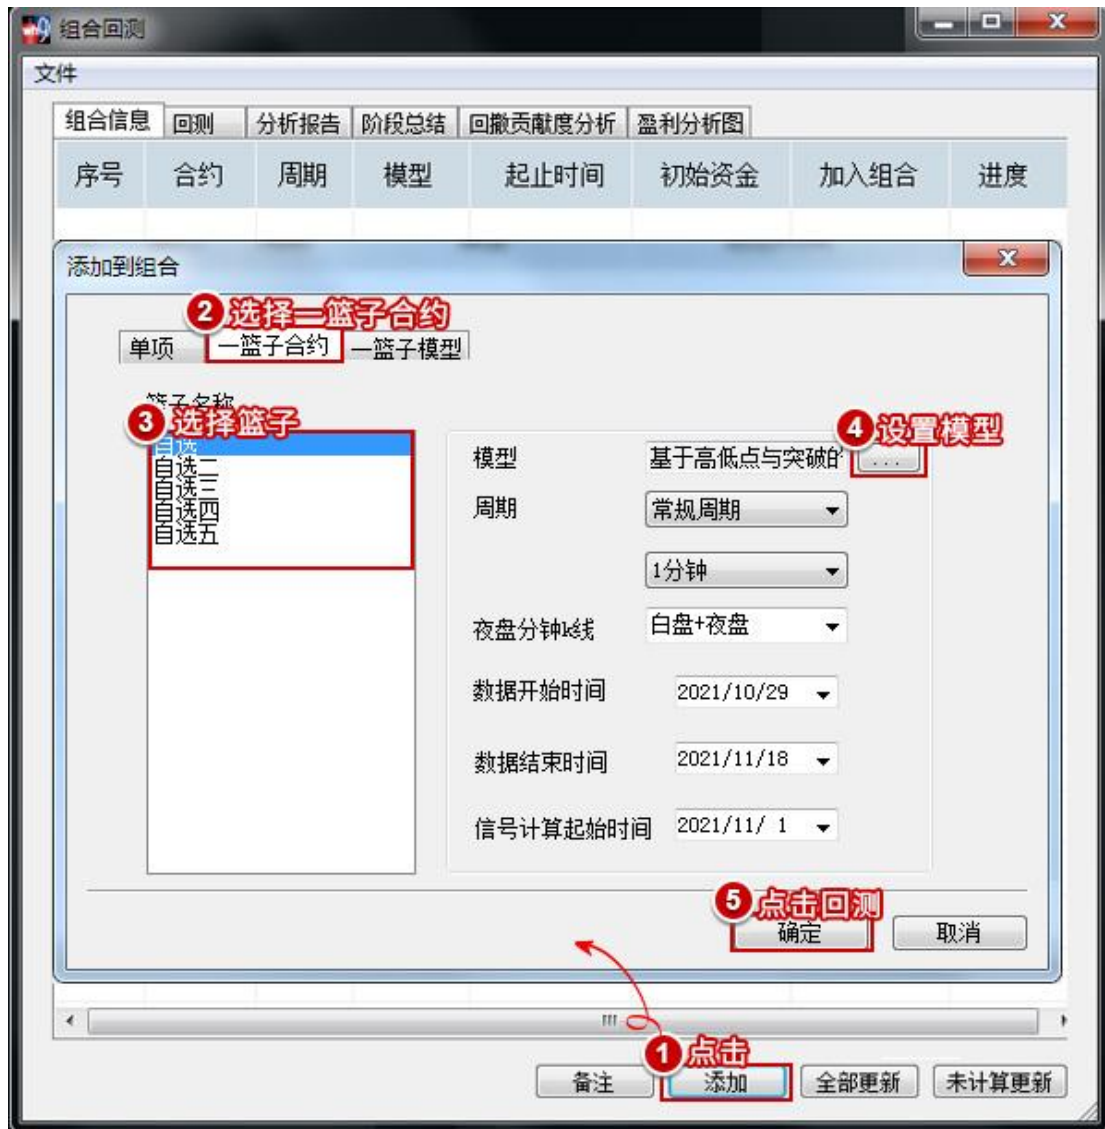 组合回测
文件
组合信息 回测 分析报告 阶段总结 回撤贡献度分析 盈利分析图
序号 合约 周期 模型 起止时间 初始资金 加入组合 进度
添加到组合
2 选择一篮子合约
单项 一篮子合约 一篮子模型
篮子名称
3 选择篮子
4 设置模型
自选
自选二
自选三
自选四
自选五
模型 基于高低点与突破的 ...
周期 常规周期
1分钟
夜盘分钟k线 白盘+夜盘
数据开始时间 2021/10/29
数据结束时间 2021/11/18
信号计算起始时间 2021/11/ 1
5 点击回测
确定 取消
1 点击
备注 添加 全部更新 未计算更新